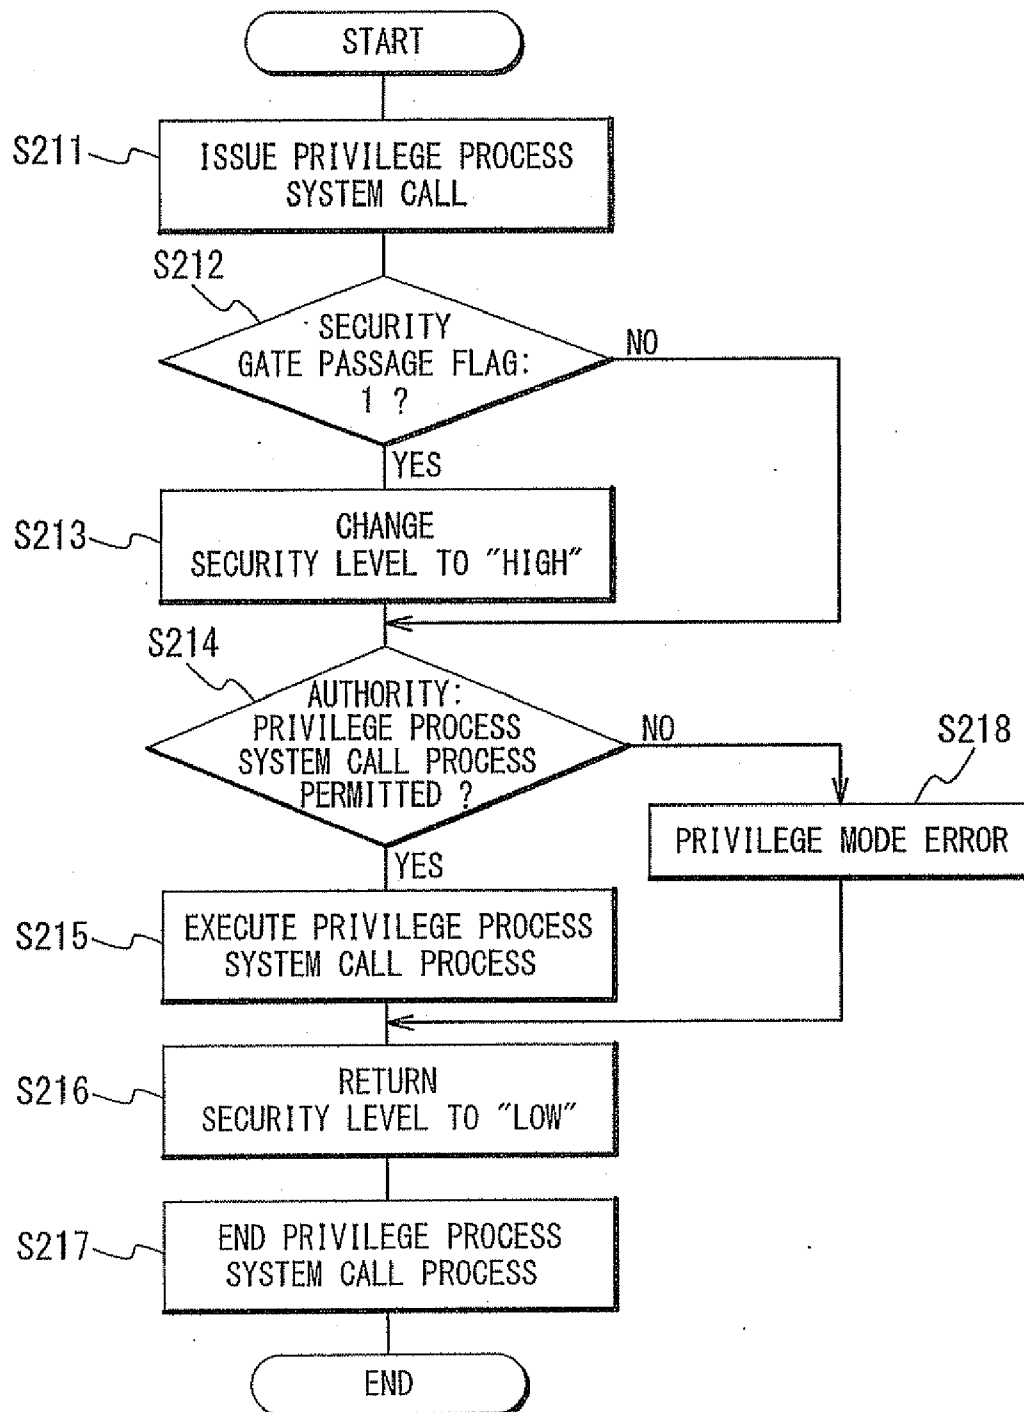 START
S211
ISSUE PRIVILEGE PROCESS
SYSTEM CALL
S212
SECURITY
GATE PASSAGE FLAG:
1 ?
NO
YES
S213
CHANGE
SECURITY LEVEL TO "HIGH"
S214
AUTHORITY:
PRIVILEGE PROCESS
SYSTEM CALL PROCESS
PERMITTED ?
NO
S218
PRIVILEGE MODE ERROR
YES
S215
EXECUTE PRIVILEGE PROCESS
SYSTEM CALL PROCESS
S216
RETURN
SECURITY LEVEL TO "LOW"
S217
END PRIVILEGE PROCESS
SYSTEM CALL PROCESS
END